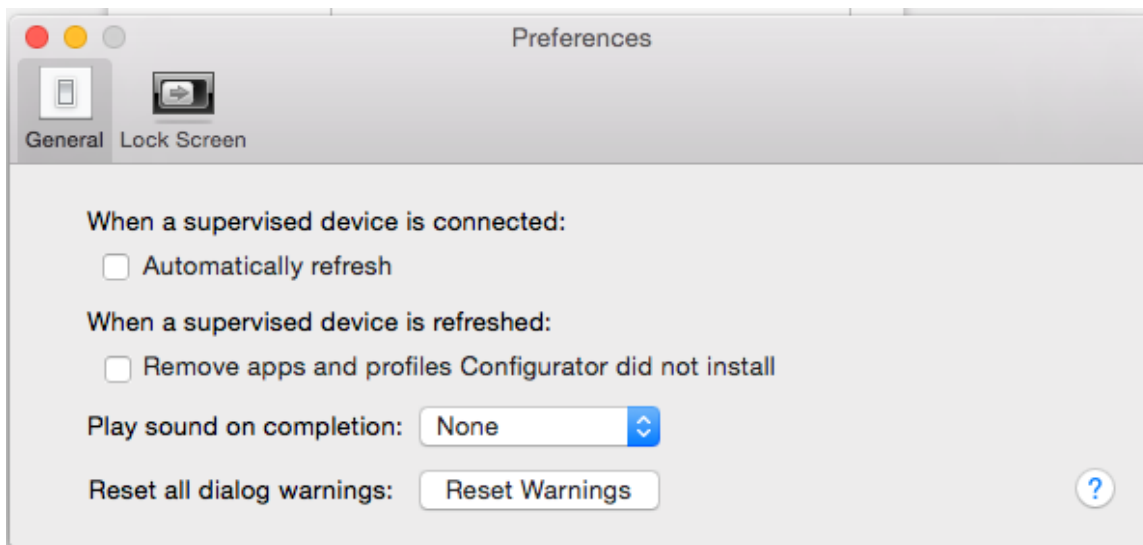 Preferences
General Lock Screen
When a supervised device is connected:
Automatically refresh
When a supervised device is refreshed:
Remove apps and profiles Configurator did not install
Play sound on completion: None
Reset all dialog warnings: Reset Warnings
?